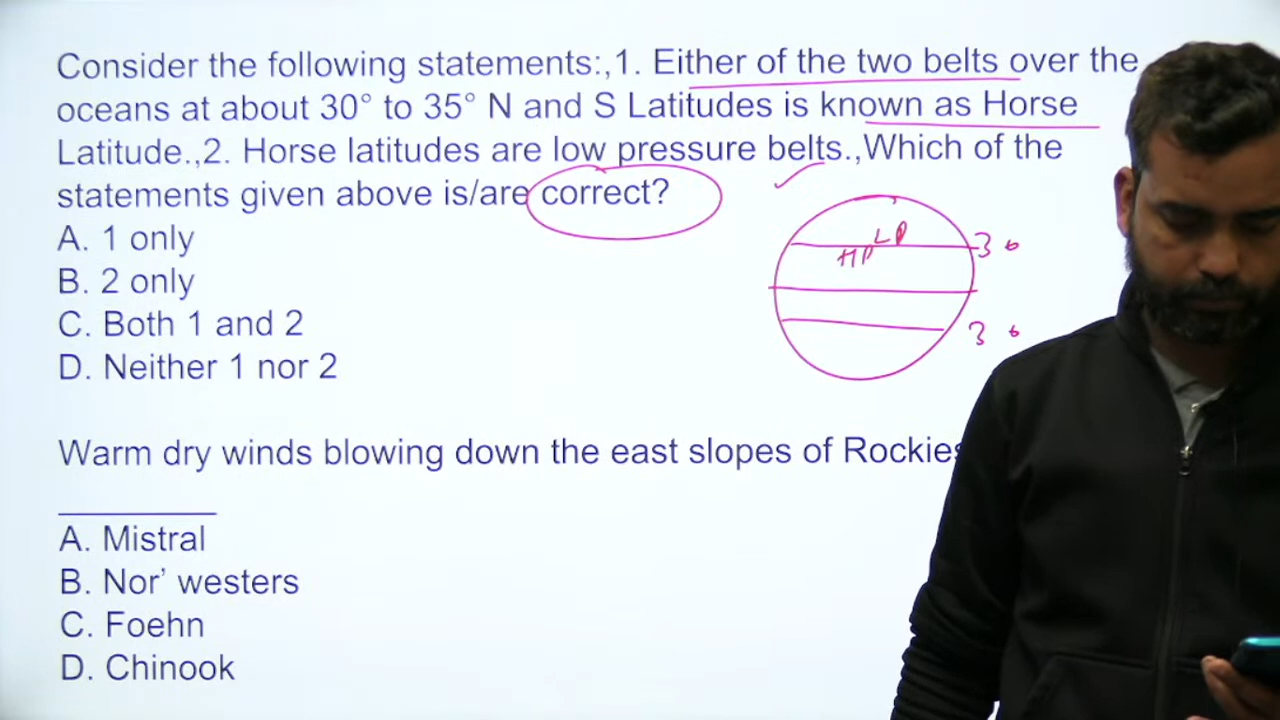 Consider the following statements:,1. Either of the two belts over the
oceans at about 30° to 35° N and S Latitudes is known as Horse
Latitude.,2. Horse latitudes are low pressure belts.,Which of the
statements given above is/are correct?
A. 1 only
B. 2 only
C. Both 1 and 2
D. Neither 1 nor 2
LP
HP
30
30
Warm dry winds blowing down the east slopes of Rockies
____________
A. Mistral
B. Nor’ westers
C. Foehn
D. Chinook